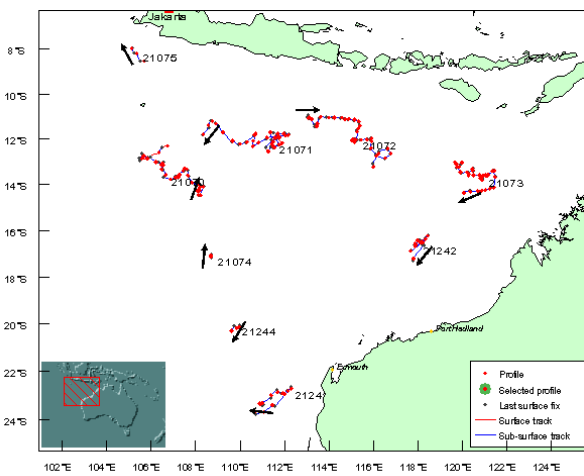 Jakarta
8°S
21075
10°S
12°S
21071
21072
14°S
21073
16°S
21242
18°S
21074
20°S
21244
Port Hedland
22°S
Exmouth
2124
24°S
Profile
Selected profile
Last surface fix
Surface track
Sub-surface track
102°E
104°E
106°E
108°E
110°E
112°E
114°E
116°E
118°E
120°E
122°E
124°E